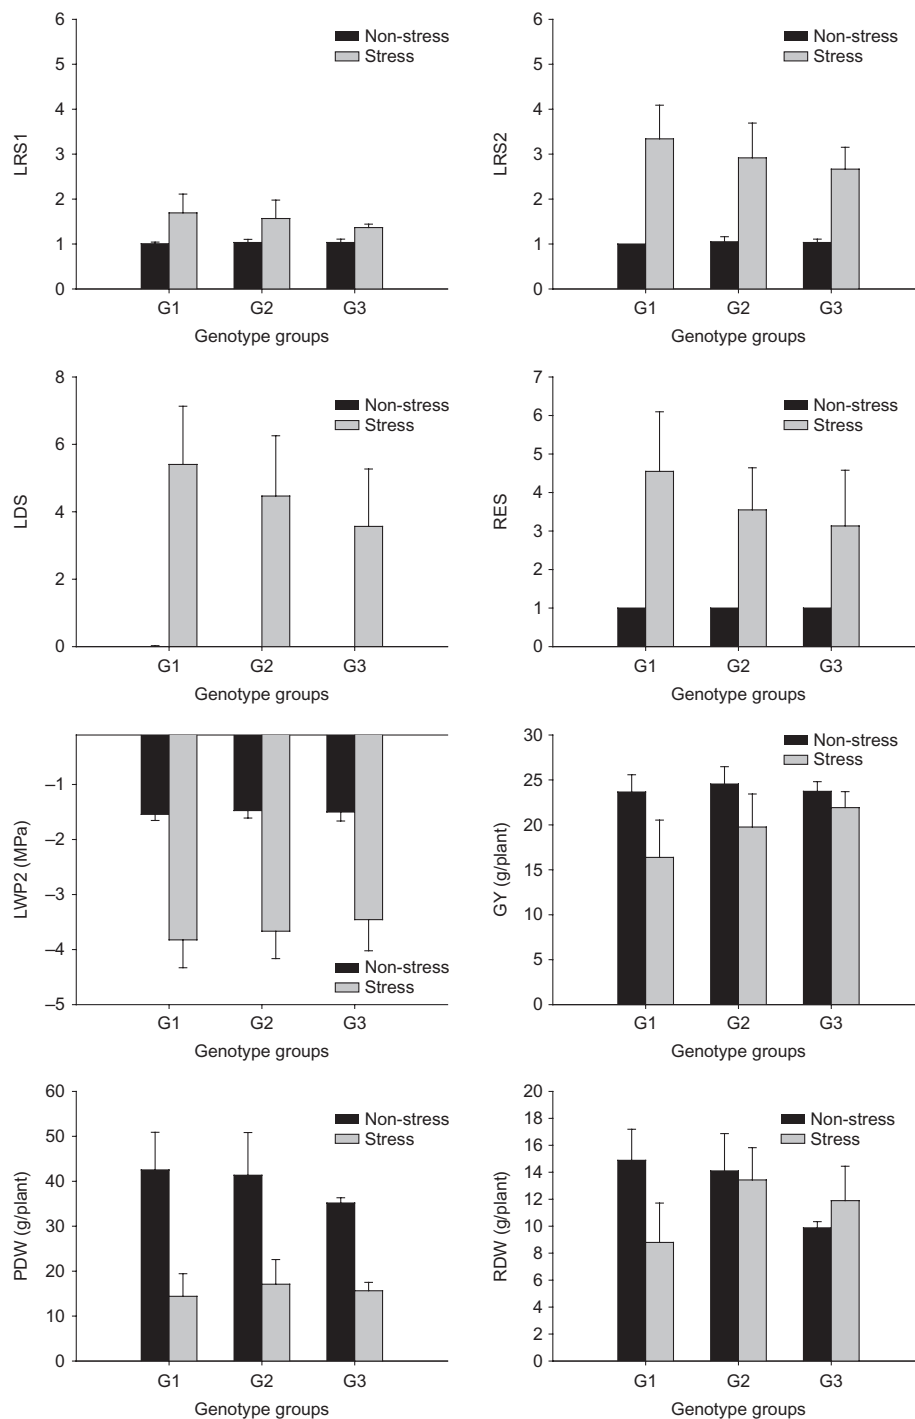 6
5
4
3
2
1
0
LRS1
Non-stress
Stress
G1 G2 G3
Genotype groups
6
5
4
3
2
1
0
LRS2
Non-stress
Stress
G1 G2 G3
Genotype groups
8
6
4
2
0
LDS
Non-stress
Stress
G1 G2 G3
Genotype groups
7
6
5
4
3
2
1
0
RES
Non-stress
Stress
G1 G2 G3
Genotype groups
–1
–2
–3
–4
–5
LWP2 (MPa)
Non-stress
Stress
G1 G2 G3
Genotype groups
30
25
20
15
10
5
0
GY (g/plant)
Non-stress
Stress
G1 G2 G3
Genotype groups
60
50
40
30
20
10
0
PDW (g/plant)
Non-stress
Stress
G1 G2 G3
Genotype groups
20
18
16
14
12
10
8
6
4
2
0
RDW (g/plant)
Non-stress
Stress
G1 G2 G3
Genotype groups